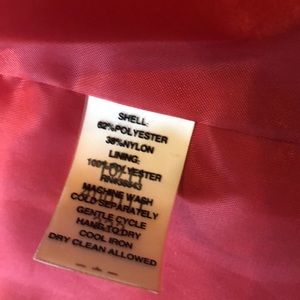 SHELL:
62%POLYESTER
38%NYLON
LINING:
100%POLYESTER
MACHINE WASH
COLD SEPARATELY
GENTLE CYCLE
HANG TO DRY
COOL IRON
DRY CLEAN ALLOWED